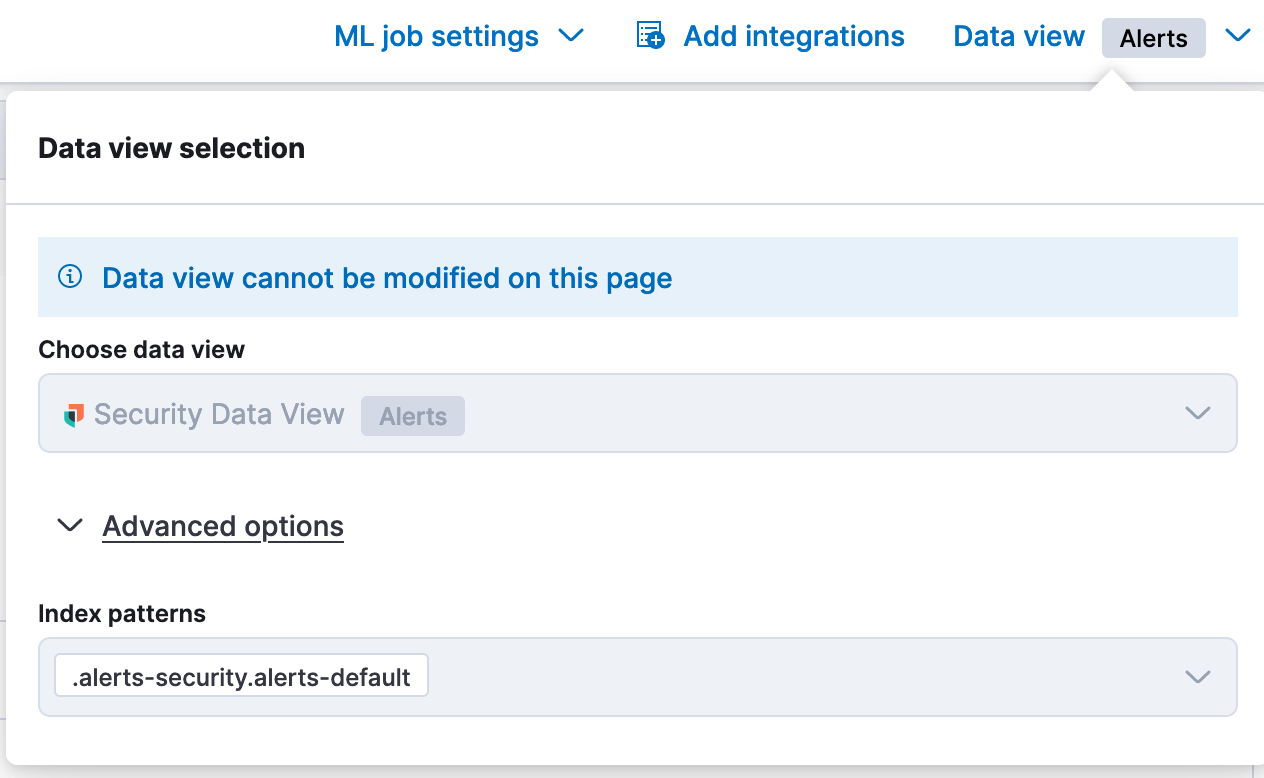 ML job settings Add integrations Data view Alerts
Data view selection
Data view cannot be modified on this page
Choose data view
Security Data View Alerts
Advanced options
Index patterns
.alerts-security.alerts-default